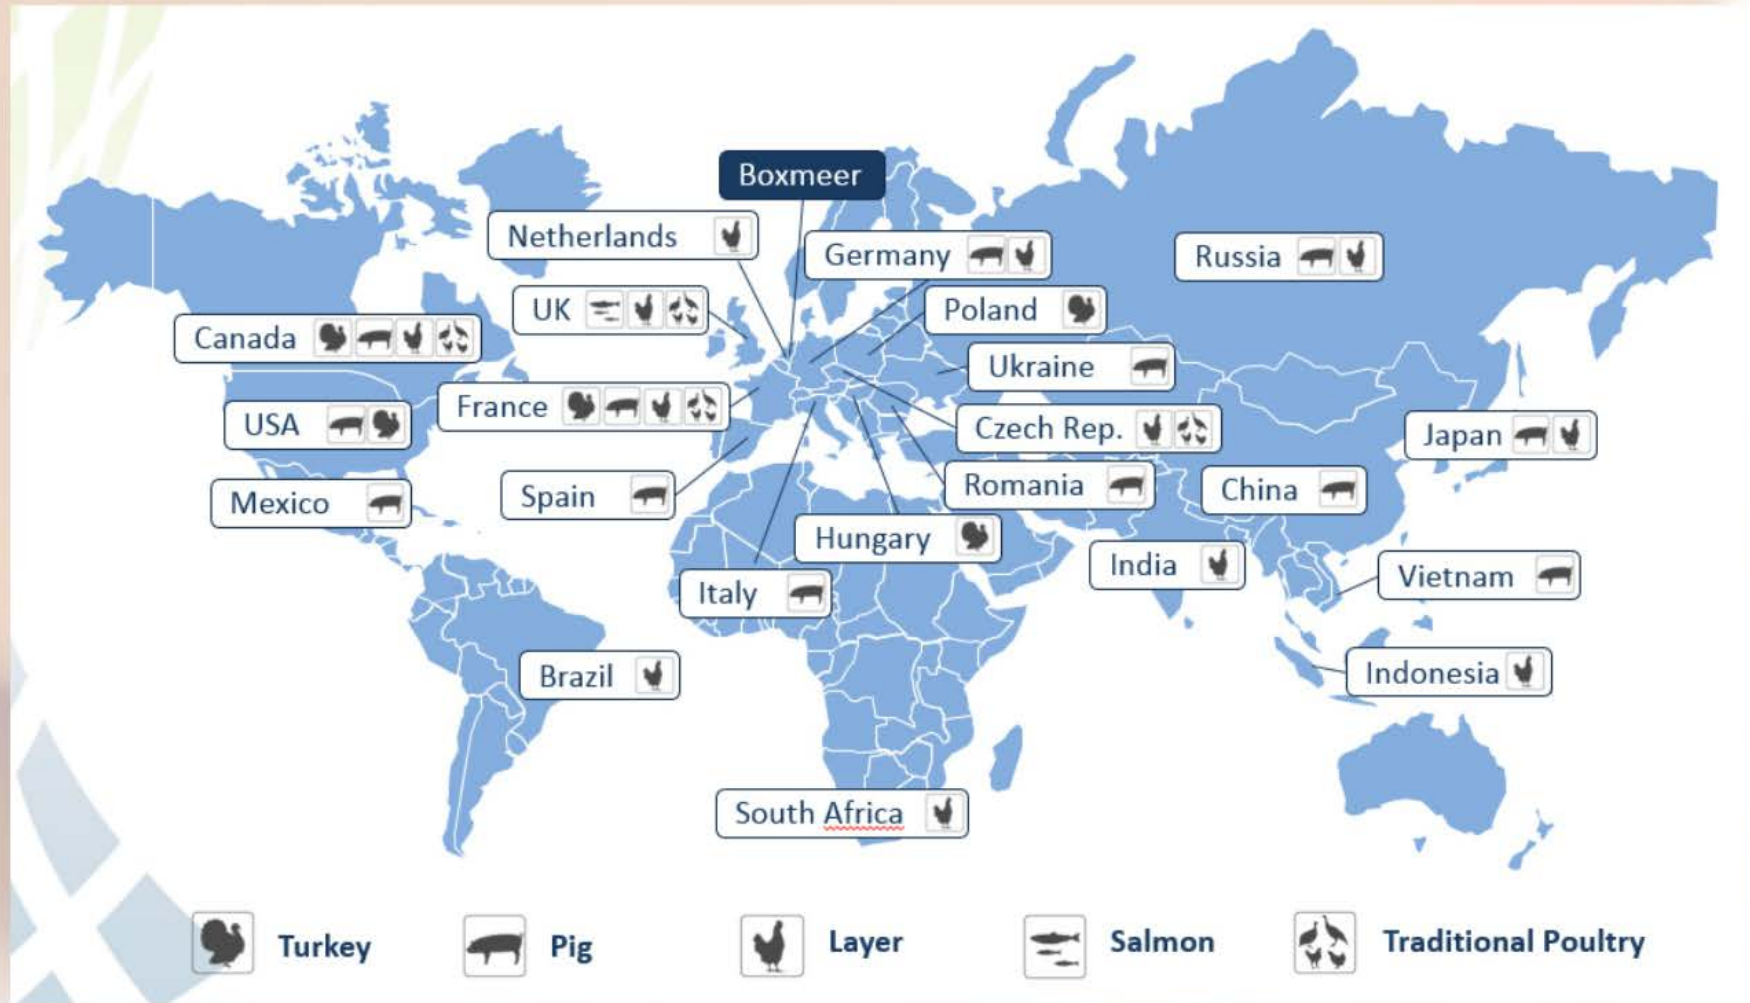 Boxmeer
Netherlands
Germany
Russia
UK
Poland
Canada
Ukraine
France
USA
Czech Rep.
Japan
Romania
China
Mexico
Spain
Hungary
India
Vietnam
Italy
Brazil
Indonesia
South Africa
Turkey
Pig
Layer
Salmon
Traditional Poultry